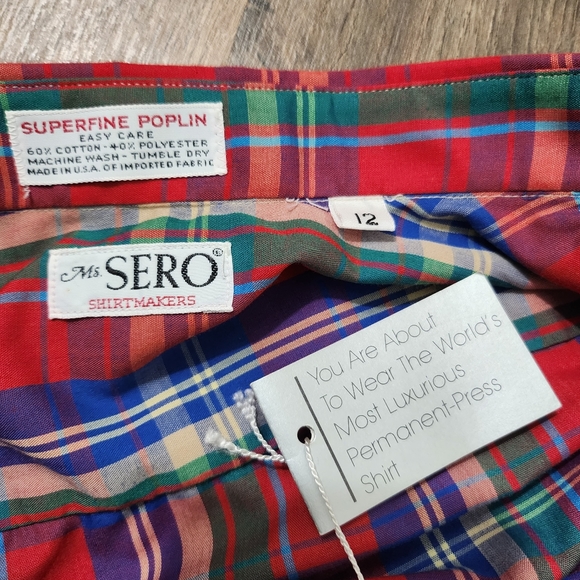 SUPERFINE POPLIN
EASY CARE
60% COTTON - 40% POLYESTER
MACHINE WASH - TUMBLE DRY
MADE IN U.S.A. OF IMPORTED FABRIC
12
Ms. SERO®
SHIRTMAKERS
You Are About
To Wear The World's
Most Luxurious
Permanent-Press
Shirt